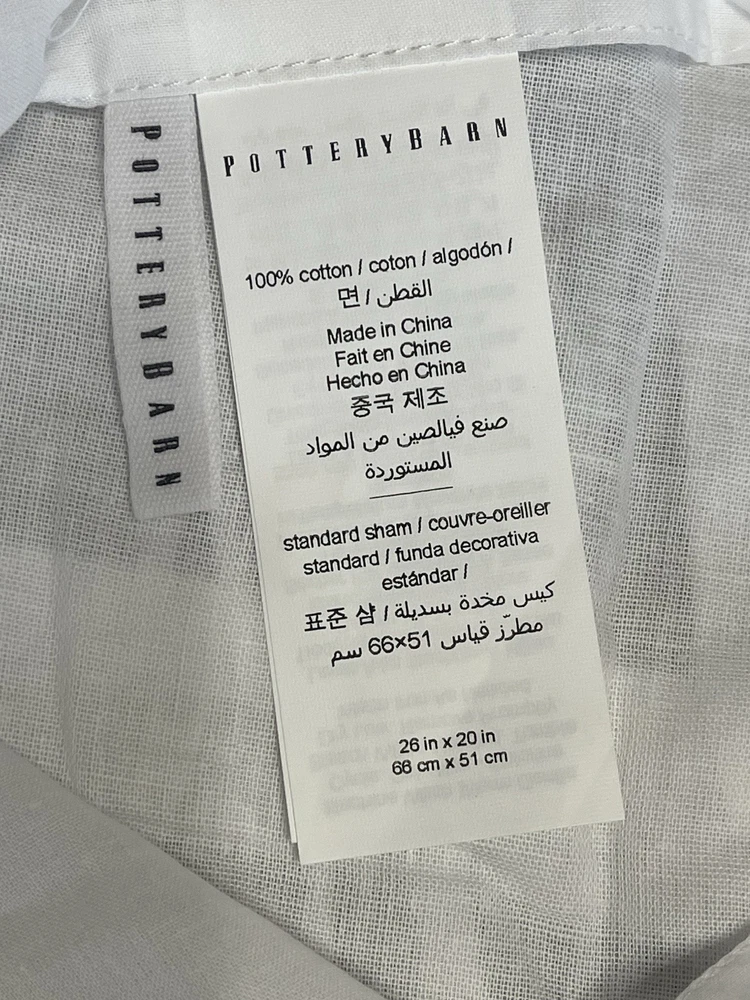 POTTERYBARN
POTTERYBARN
100% cotton / coton / algodón /
면 / القطن
Made in China
Fait en Chine
Hecho en China
중국 제조
صنع فيالصين من المواد
المستوردة
standard sham / couvre-oreiller
standard / funda decorativa
estándar /
표준 샴 / كيس مخدة بسديلة
مطرّز قياس 51×66 سم
26 in x 20 in
66 cm x 51 cm